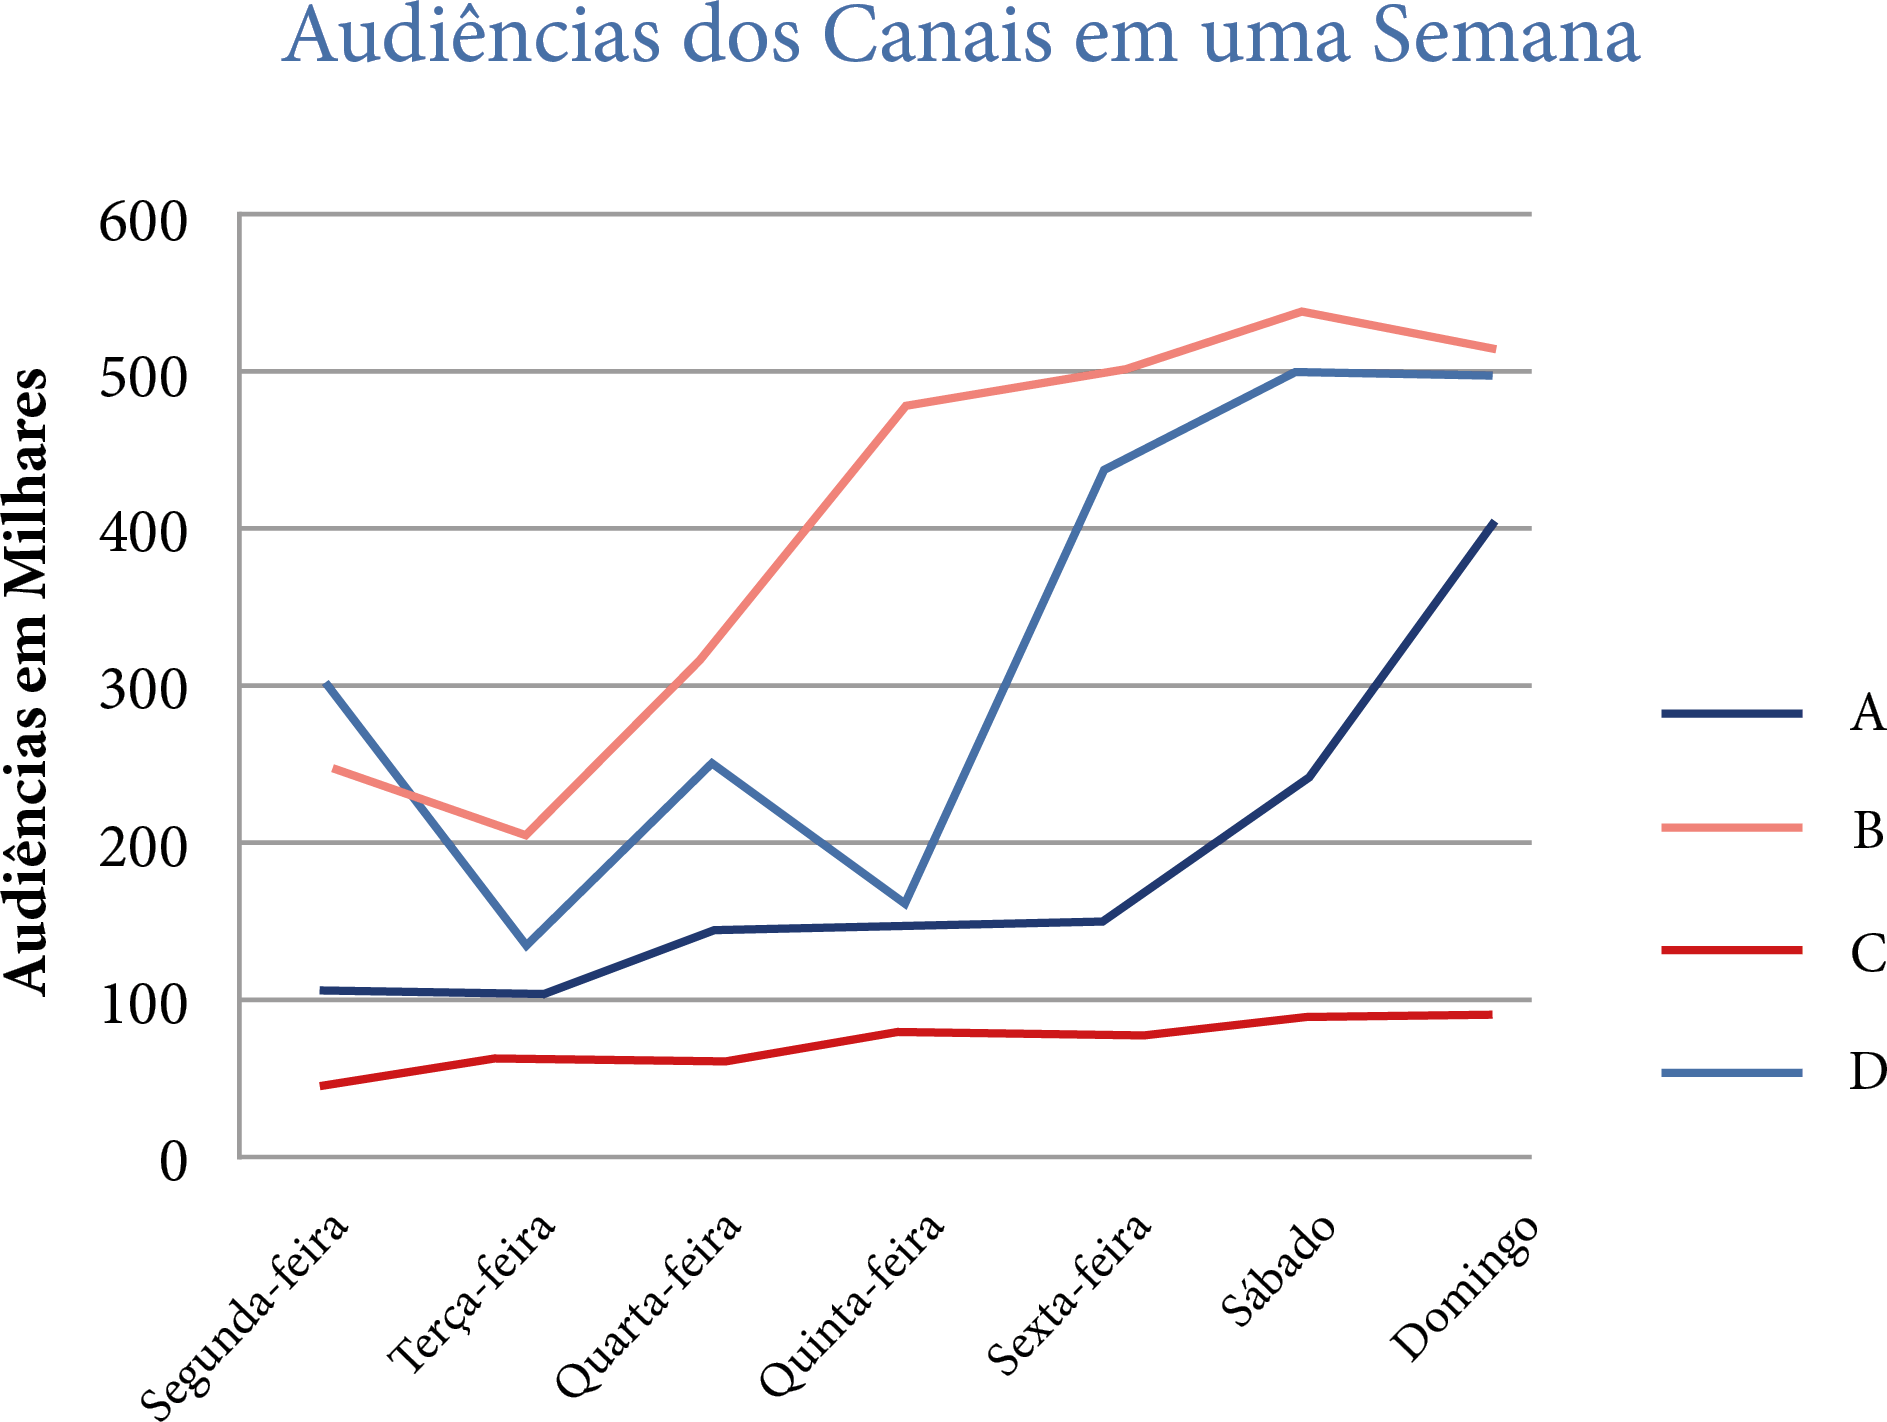 Audiências dos Canais em uma Semana
Audiências em Milhares
600
500
400
300
200
100
0
Segunda-feira
Terça-feira
Quarta-feira
Quinta-feira
Sexta-feira
Sábado
Domingo
A
B
C
D